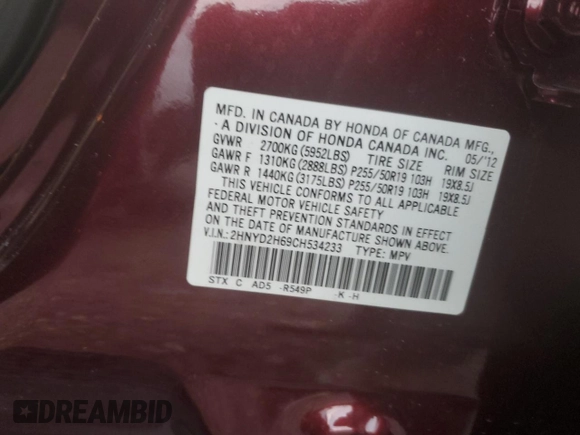 MFD. IN CANADA BY HONDA OF CANADA MFG.,
- A DIVISION OF HONDA CANADA INC. 05/'12
GVWR 2700KG (5952LBS) TIRE SIZE RIM SIZE
GAWR F 1310KG (2888LBS) P255/50R19 103H 19X8.5J
GAWR R 1440KG (3175LBS) P255/50R19 103H 19X8.5J
THIS VEHICLE CONFORMS TO ALL APPLICABLE
FEDERAL MOTOR VEHICLE SAFETY
AND THEFT PREVENTION STANDARDS IN EFFECT
ON THE DATE OF MANUFACTURE SHOWN ABOVE.
V.I.N.: 2HNYD2H69CH534233 TYPE: MPV
STX C AD5 -R549P -K -H
DREAMBID